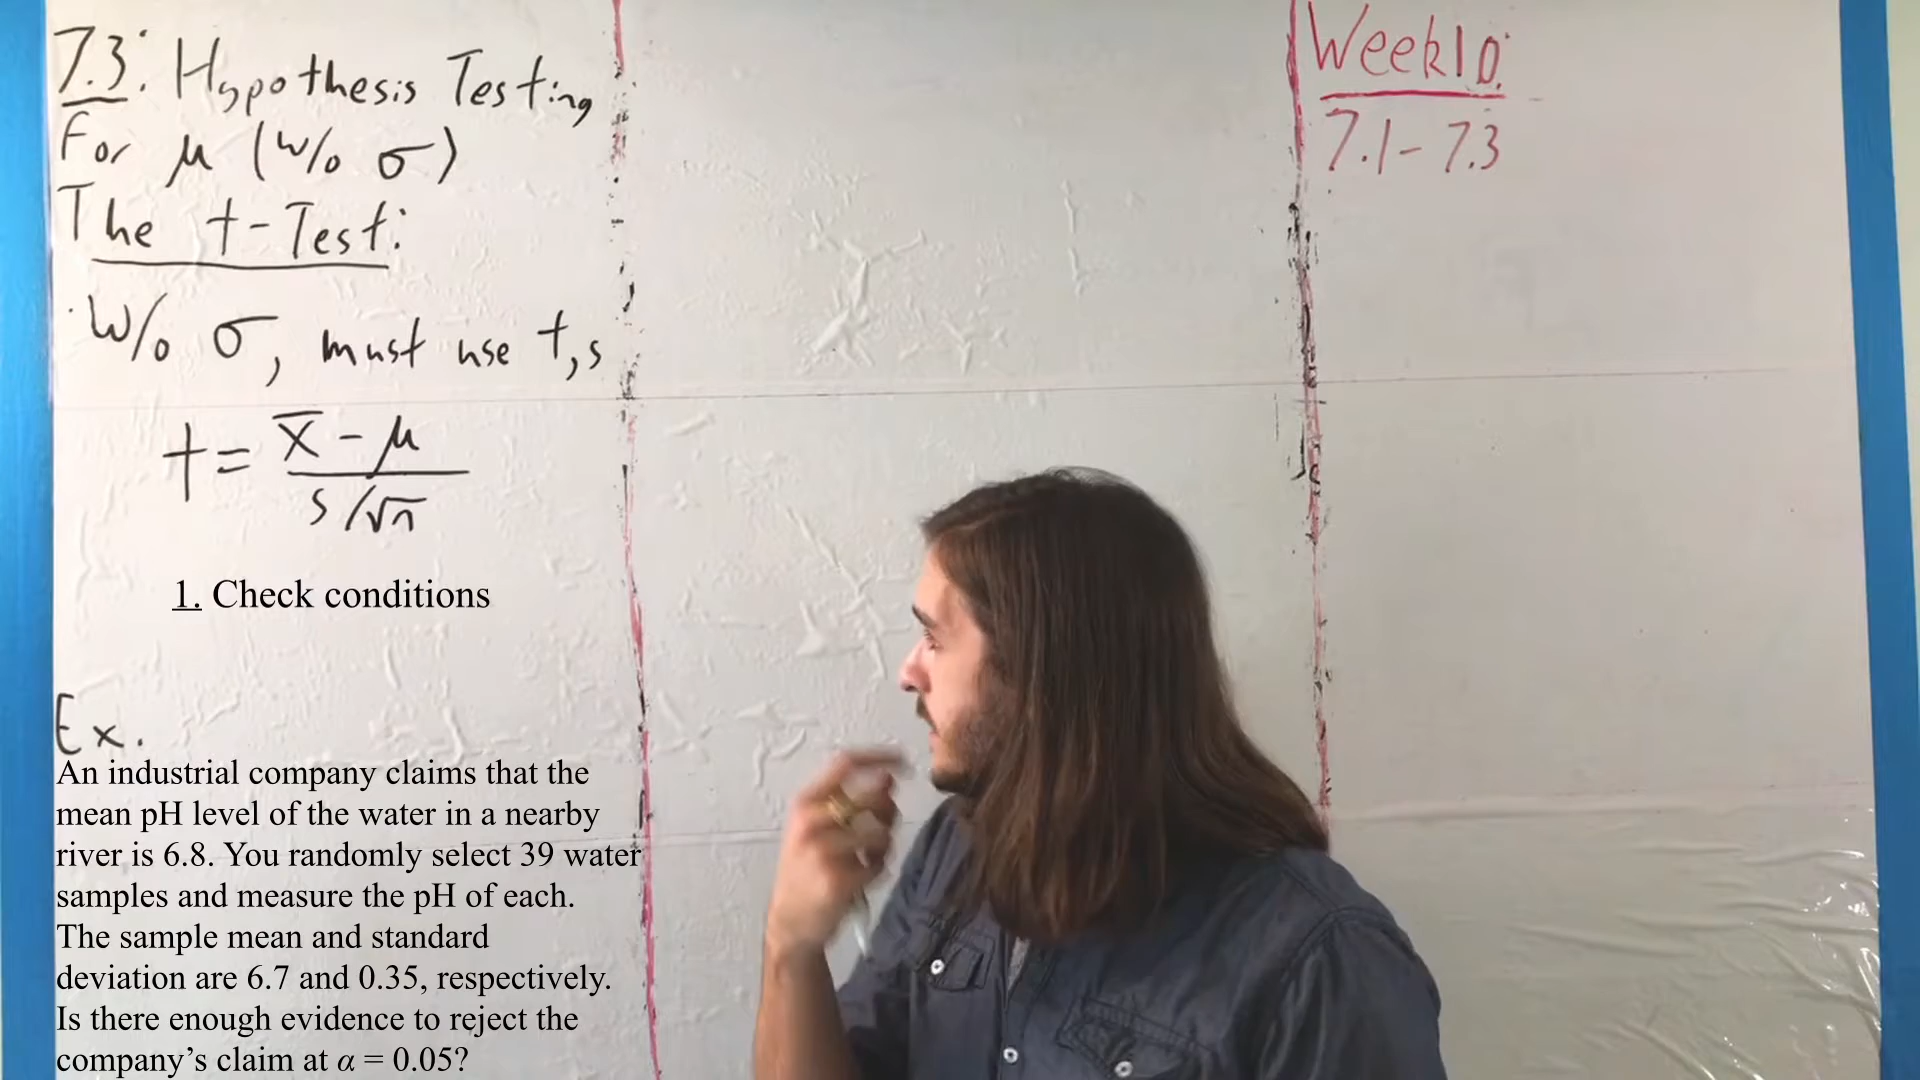 7.3: Hypothesis Testing
For μ (w/o σ)
The t-Test:
· W/o σ, must use t,s
t = x̄ - μ
s/√n
1. Check conditions
Ex.
An industrial company claims that the
mean pH level of the water in a nearby
river is 6.8. You randomly select 39 water
samples and measure the pH of each.
The sample mean and standard
deviation are 6.7 and 0.35, respectively.
Is there enough evidence to reject the
company's claim at α = 0.05?
Week 10:
7.1 - 7.3